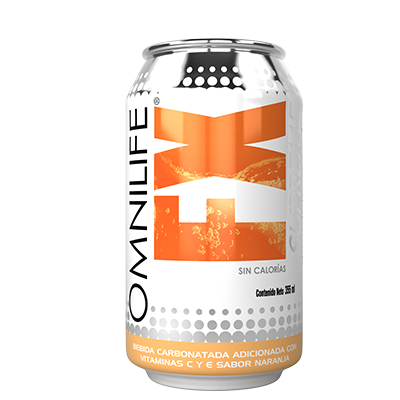 OMNILIFE®
FX
SIN CALORÍAS
Contenido Neto 355 ml
BEBIDA CARBONATADA ADICIONADA CON
VITAMINAS C Y E SABOR NARANJA